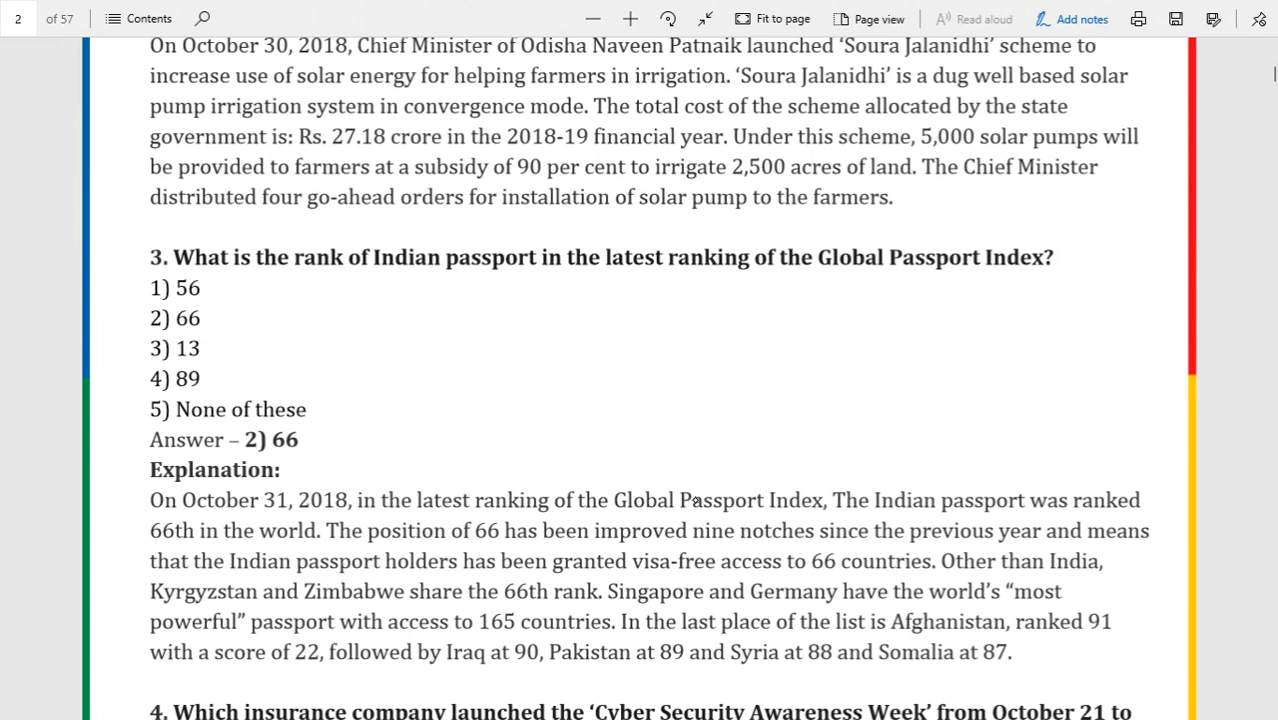 2 of 57 Contents Fit to page Page view Read aloud Add notes
On October 30, 2018, Chief Minister of Odisha Naveen Patnaik launched ‘Soura Jalanidhi’ scheme to
increase use of solar energy for helping farmers in irrigation. ‘Soura Jalanidhi’ is a dug well based solar
pump irrigation system in convergence mode. The total cost of the scheme allocated by the state
government is: Rs. 27.18 crore in the 2018-19 financial year. Under this scheme, 5,000 solar pumps will
be provided to farmers at a subsidy of 90 per cent to irrigate 2,500 acres of land. The Chief Minister
distributed four go-ahead orders for installation of solar pump to the farmers.
3. What is the rank of Indian passport in the latest ranking of the Global Passport Index?
1) 56
2) 66
3) 13
4) 89
5) None of these
Answer – 2) 66
Explanation:
On October 31, 2018, in the latest ranking of the Global Passport Index, The Indian passport was ranked
66th in the world. The position of 66 has been improved nine notches since the previous year and means
that the Indian passport holders has been granted visa-free access to 66 countries. Other than India,
Kyrgyzstan and Zimbabwe share the 66th rank. Singapore and Germany have the world’s “most
powerful” passport with access to 165 countries. In the last place of the list is Afghanistan, ranked 91
with a score of 22, followed by Iraq at 90, Pakistan at 89 and Syria at 88 and Somalia at 87.
4. Which insurance company launched the ‘Cyber Security Awareness Week’ from October 21 to